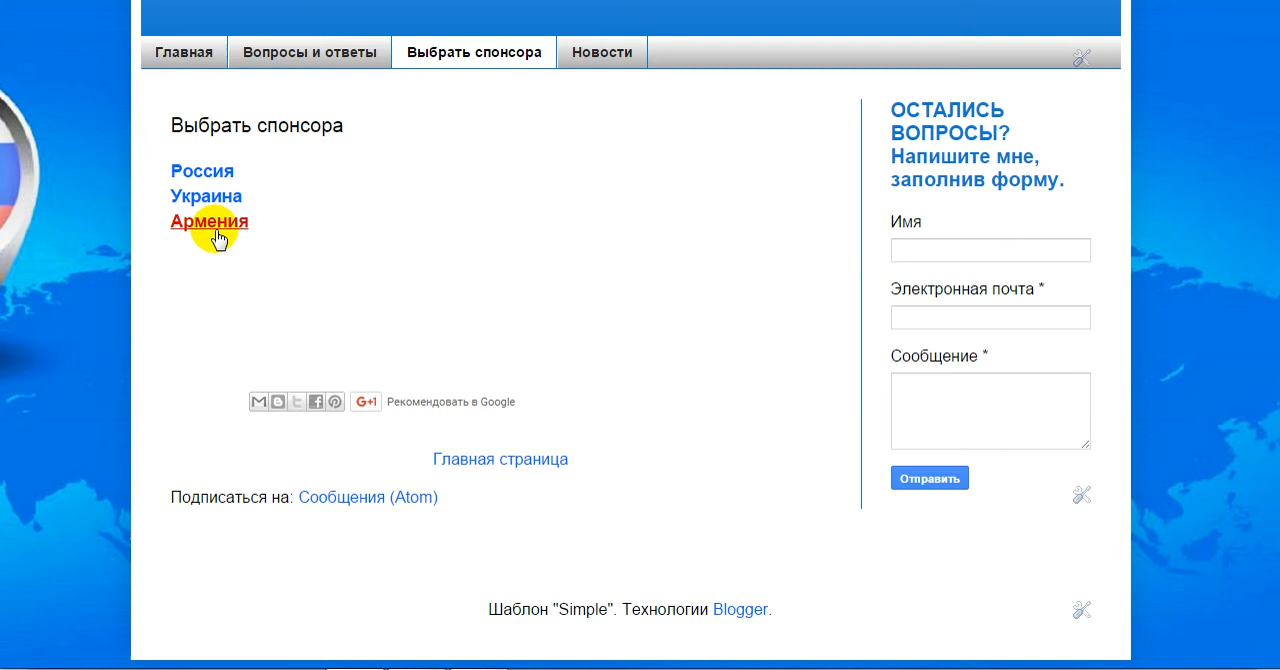 Главная
Вопросы и ответы
Выбрать спонсора
Новости
Выбрать спонсора
Россия
Украина
Армения
G+1 Рекомендовать в Google
Главная страница
Подписаться на: Сообщения (Atom)
ОСТАЛИСЬ
ВОПРОСЫ?
Напишите мне,
заполнив форму.
Имя
Электронная почта *
Сообщение *
Отправить
Шаблон "Simple". Технологии Blogger.